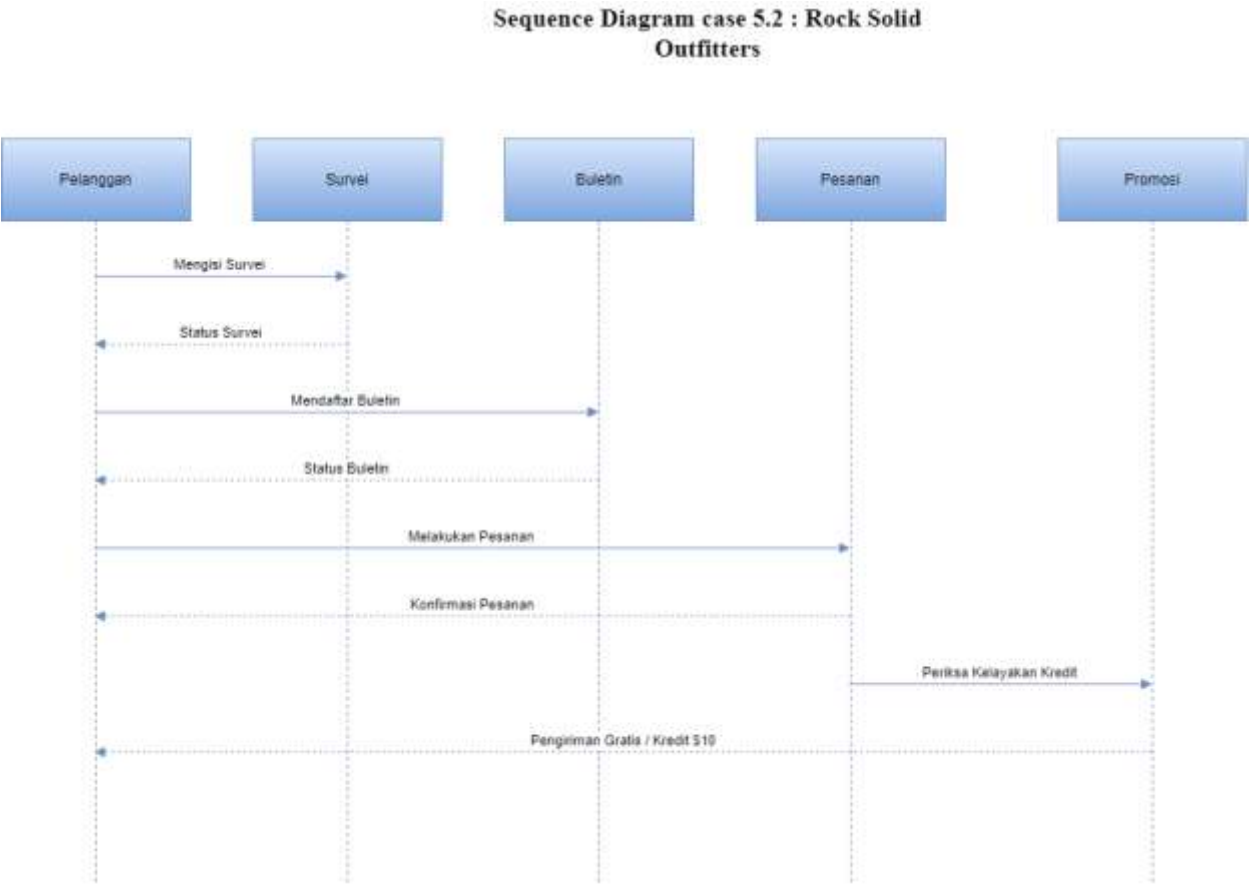 Sequence Diagram case 5.2 : Rock Solid
Outfitters
Pelanggan
Survei
Buletin
Pesanan
Promosi
Mengisi Survei
Status Survei
Mendaftar Buletin
Status Buletin
Melakukan Pesanan
Konfirmasi Pesanan
Periksa Kelayakan Kredit
Pengiriman Gratis / Kredit $10